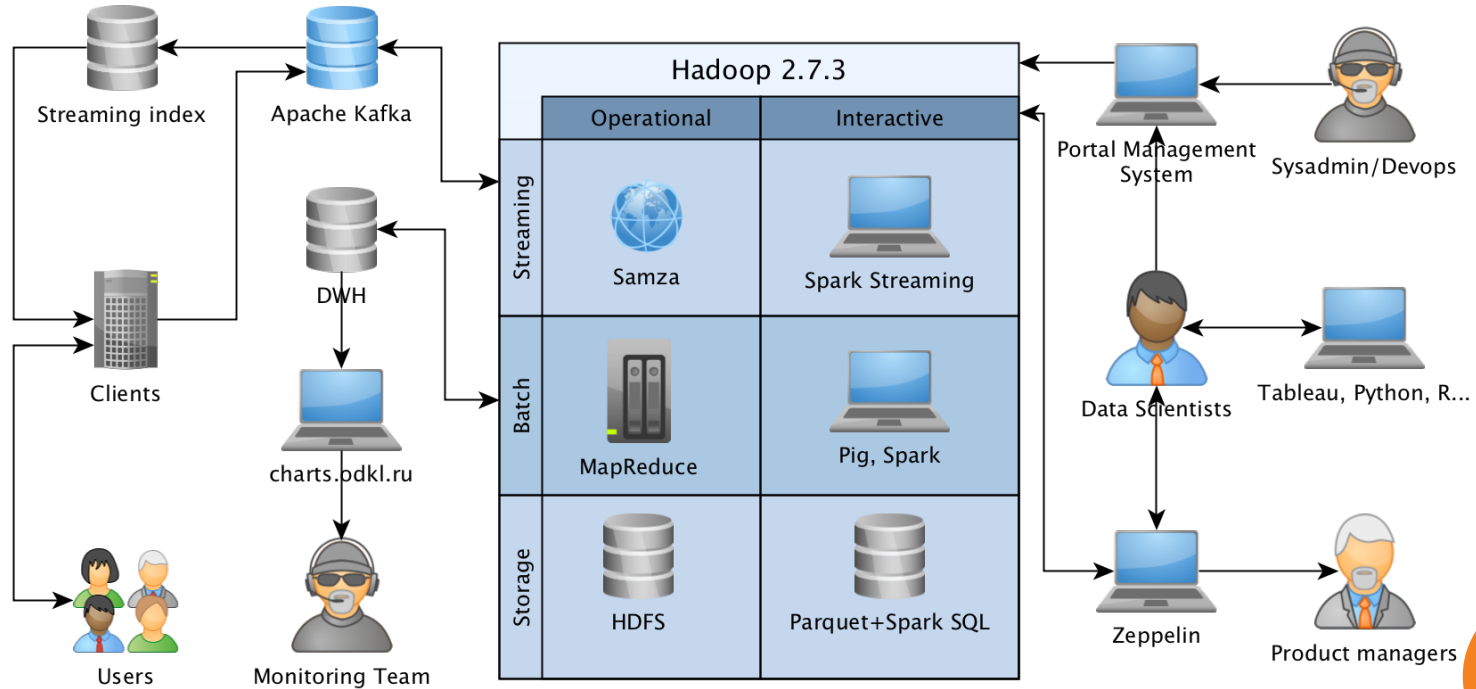 Streaming index
Apache Kafka
DWH
Clients
charts.odkl.ru
Users
Monitoring Team
Hadoop 2.7.3
Operational
Interactive
Streaming
Samza
Spark Streaming
Batch
MapReduce
Pig, Spark
Storage
HDFS
Parquet+Spark SQL
Portal Management
System
Sysadmin/Devops
Data Scientists
Tableau, Python, R...
Zeppelin
Product managers